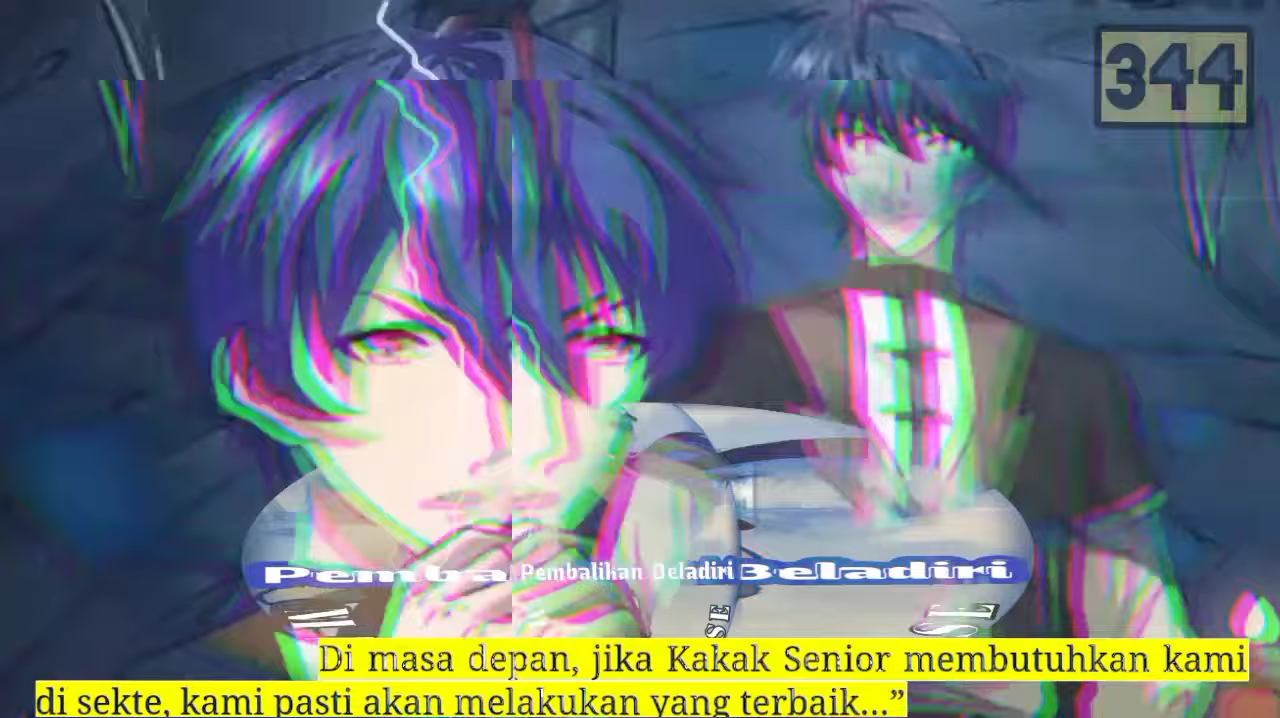 344
Pembalikan Beladiri
Di masa depan, jika Kakak Senior membutuhkan kami
di sekte, kami pasti akan melakukan yang terbaik...”